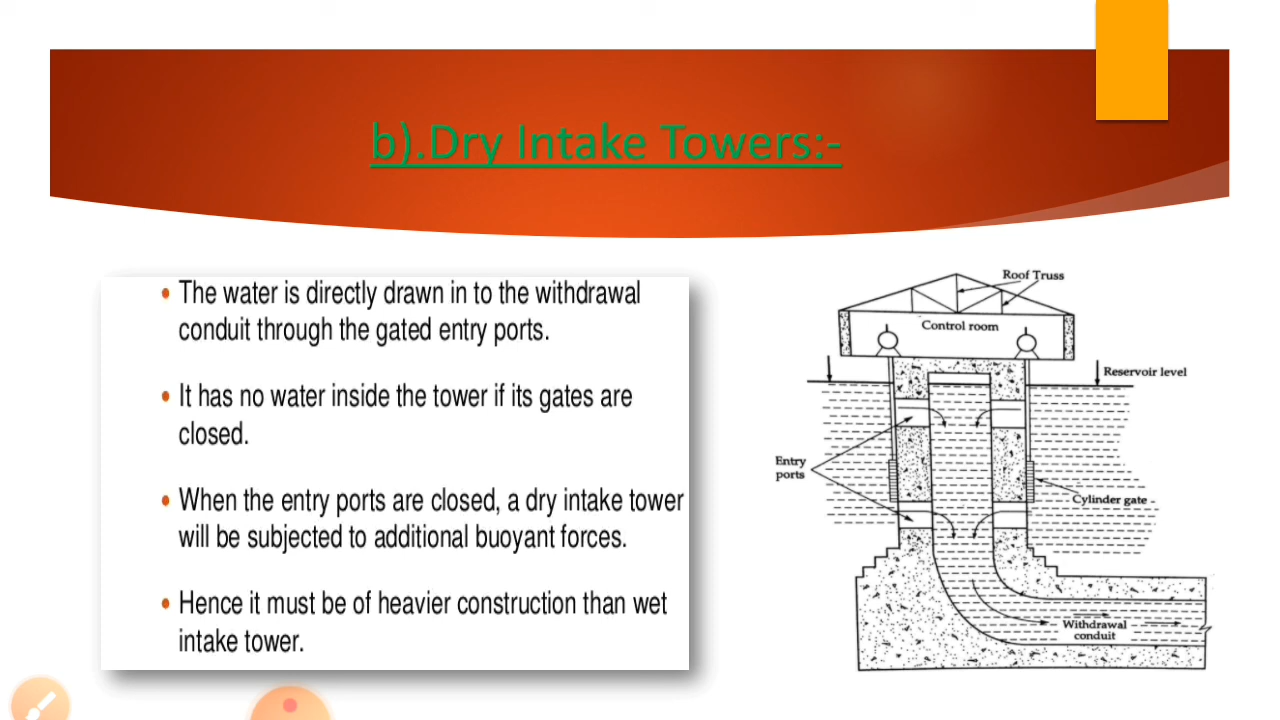 b).Dry Intake Towers:-
• The water is directly drawn in to the withdrawal
conduit through the gated entry ports.
• It has no water inside the tower if its gates are
closed.
• When the entry ports are closed, a dry intake tower
will be subjected to additional buoyant forces.
• Hence it must be of heavier construction than wet
intake tower.
Roof Truss
Control room
Reservoir level
Entry
ports
Cylinder gate
Withdrawal
conduit